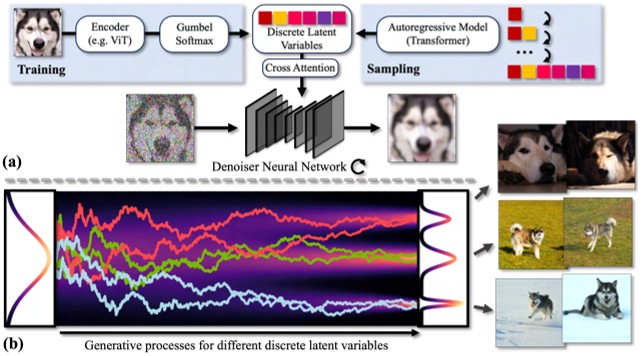 Encoder
(e.g. ViT)
Gumbel
Softmax
Training
Discrete Latent
Variables
Cross Attention
Autoregressive Model
(Transformer)
...
Sampling
Denoiser Neural Network
(a)
(b)
Generative processes for different discrete latent variables